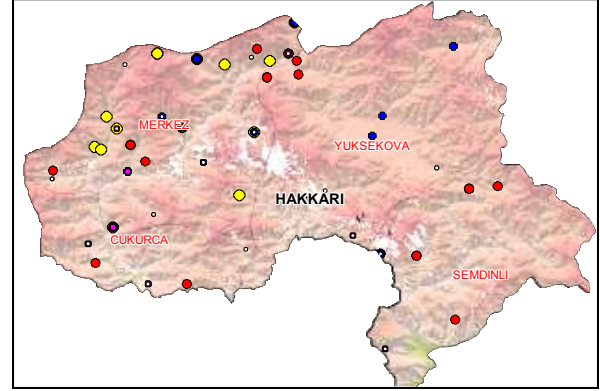 MERKEZ
YUKSEKOVA
HAKKARİ
CUKURCA
SEMDINLI